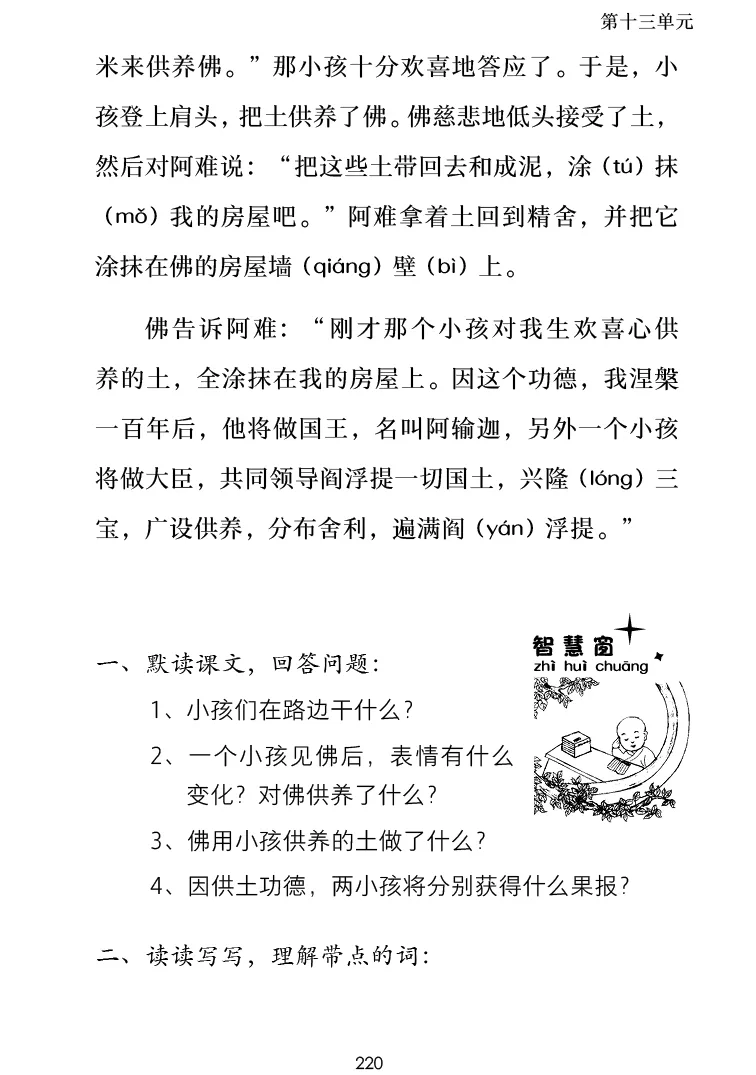 第十三单元
米来供养佛。”那小孩十分欢喜地答应了。于是，小
孩登上肩头，把土供养了佛。佛慈悲地低头接受了土，
然后对阿难说：“把这些土带回去和成泥，涂（tú）抹
（mǒ）我的房屋吧。”阿难拿着土回到精舍，并把它
涂抹在佛的房屋墙（qiáng）壁（bì）上。
佛告诉阿难：“刚才那个小孩对我生欢喜心供
养的土，全涂抹在我的房屋上。因这个功德，我涅槃
一百年后，他将做国王，名叫阿输迦，另外一个小孩
将做大臣，共同领导阎浮提一切国土，兴隆（lóng）三
宝，广设供养，分布舍利，遍满阎（yán）浮提。”
智慧窗
zhì huì chuāng
一、默读课文，回答问题：
1、小孩们在路边干什么？
2、一个小孩见佛后，表情有什么
变化？对佛供养了什么？
3、佛用小孩供养的土做了什么？
4、因供土功德，两小孩将分别获得什么果报？
二、读读写写，理解带点的词：
220